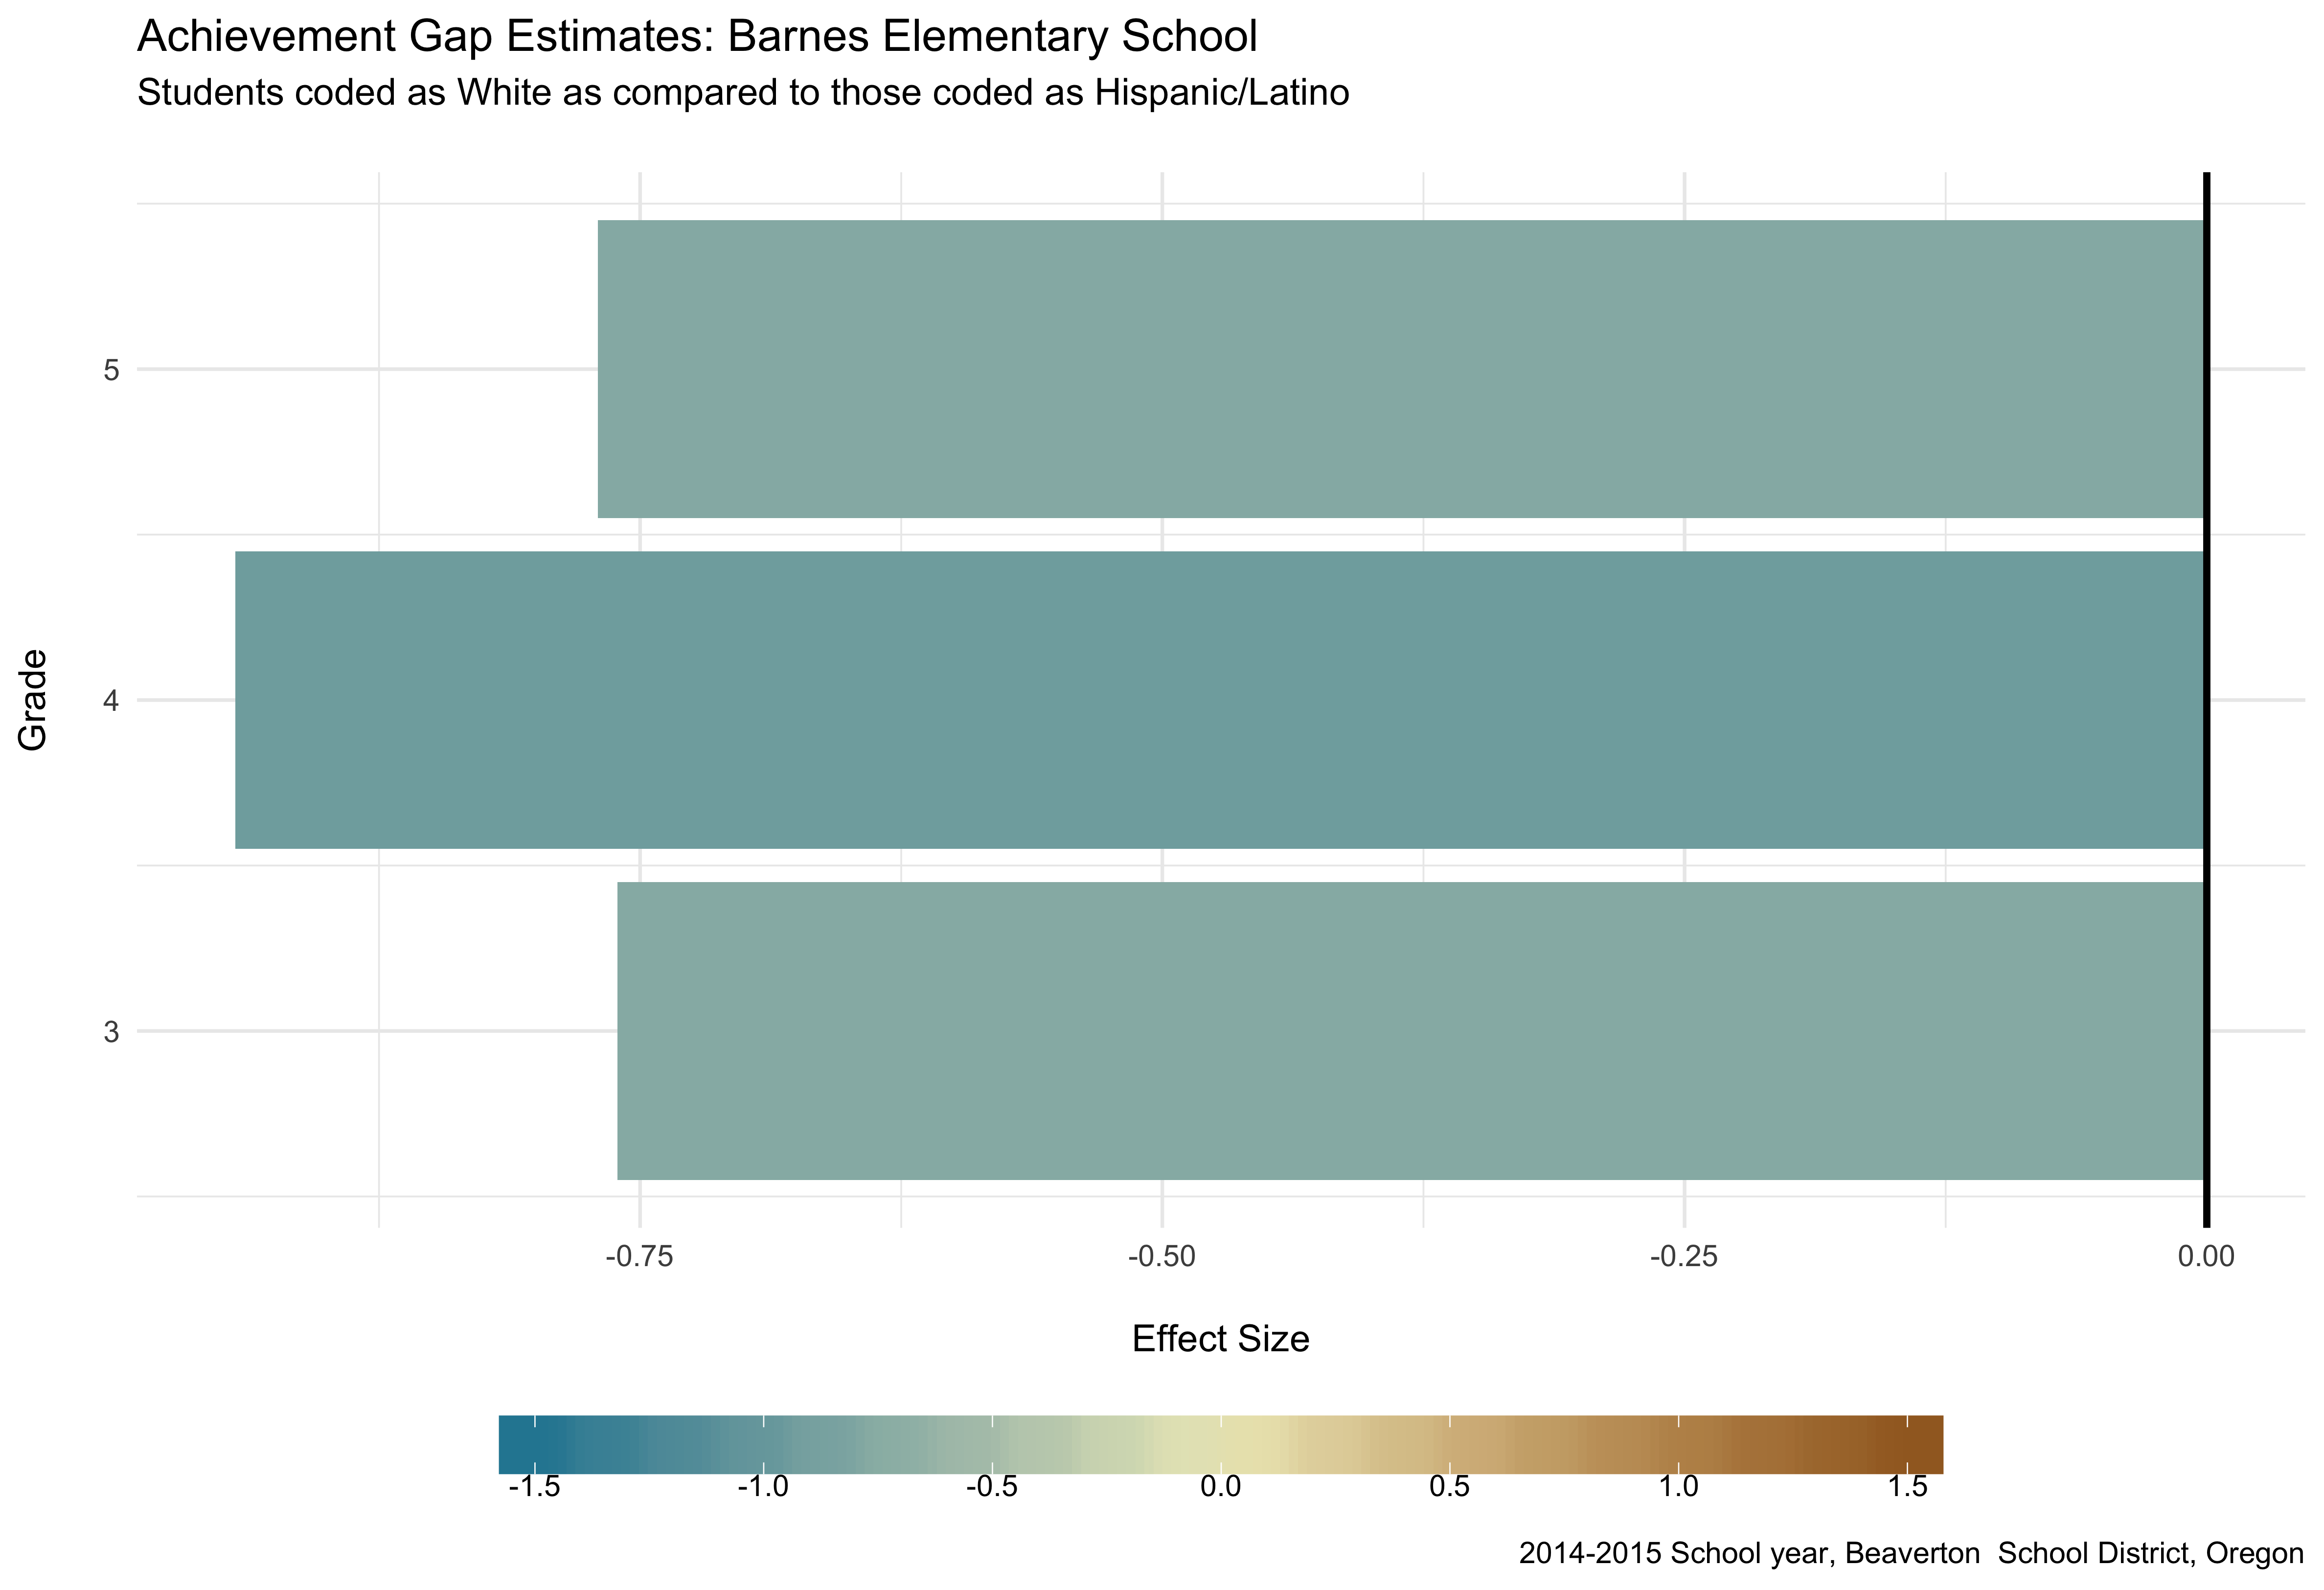 Achievement Gap Estimates: Barnes Elementary School
Students coded as White as compared to those coded as Hispanic/Latino
5
4
3
Grade
-0.75 -0.50 -0.25 0.00
Effect Size
-1.5 -1.0 -0.5 0.0 0.5 1.0 1.5
2014-2015 School year, Beaverton  School District, Oregon